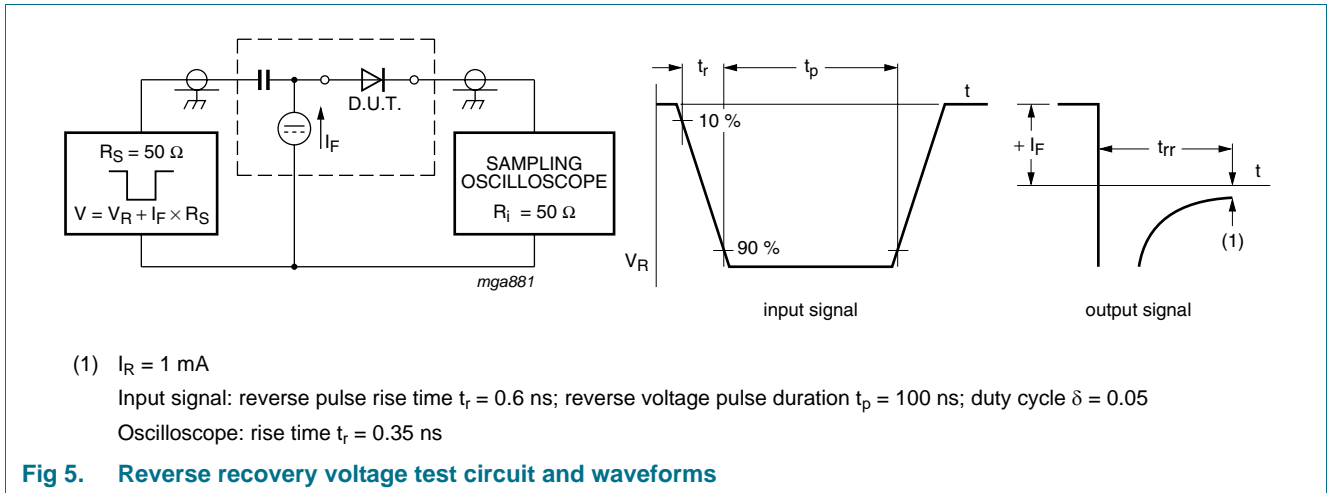 R_S = 50 Ω
V = V_R + I_F × R_S
D.U.T.
I_F
SAMPLING
OSCILLOSCOPE
R_i = 50 Ω
mga881
t_r
t_p
t
10 %
90 %
V_R
input signal
+ I_F
t_rr
t
(1)
output signal
(1) I_R = 1 mA
Input signal: reverse pulse rise time t_r = 0.6 ns; reverse voltage pulse duration t_p = 100 ns; duty cycle δ = 0.05
Oscilloscope: rise time t_r = 0.35 ns
Fig 5. Reverse recovery voltage test circuit and waveforms